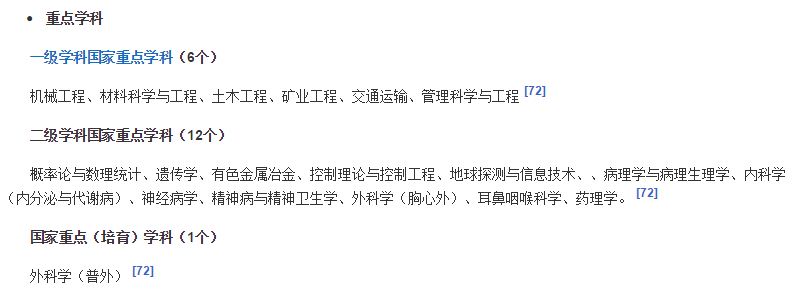 • 重点学科
一级学科国家重点学科（6个）
机械工程、材料科学与工程、土木工程、矿业工程、交通运输、管理科学与工程 [72]
二级学科国家重点学科（12个）
概率论与数理统计、遗传学、有色金属冶金、控制理论与控制工程、地球探测与信息技术、、病理学与病理生理学、内科学
（内分泌与代谢病）、神经病学、精神病与精神卫生学、外科学（胸心外）、耳鼻咽喉科学、药理学。 [72]
国家重点（培育）学科（1个）
外科学（普外） [72]